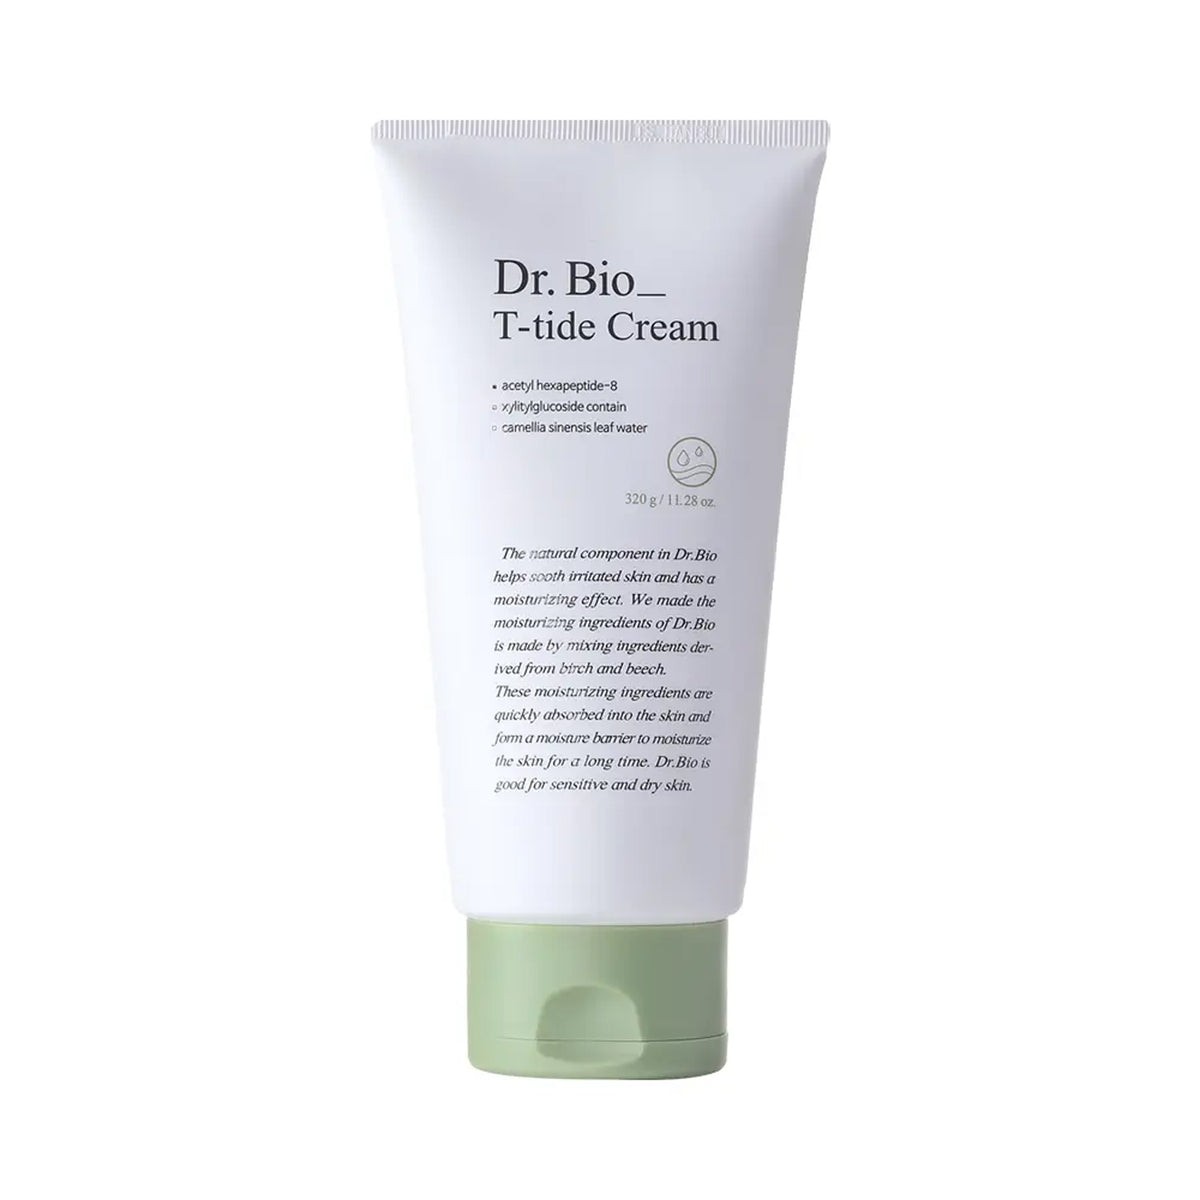 Dr. Bio_
T-tide Cream
▪ acetyl hexapeptide-8
▫ xylitylglucoside contain
▫ camellia sinensis leaf water
320 g / 11.28 oz.
The natural component in Dr.Bio
helps sooth irritated skin and has a
moisturizing effect. We made the
moisturizing ingredients of Dr.Bio
is made by mixing ingredients der-
ived from birch and beech.
These moisturizing ingredients are
quickly absorbed into the skin and
form a moisture barrier to moisturize
the skin for a long time. Dr.Bio is
good for sensitive and dry skin.